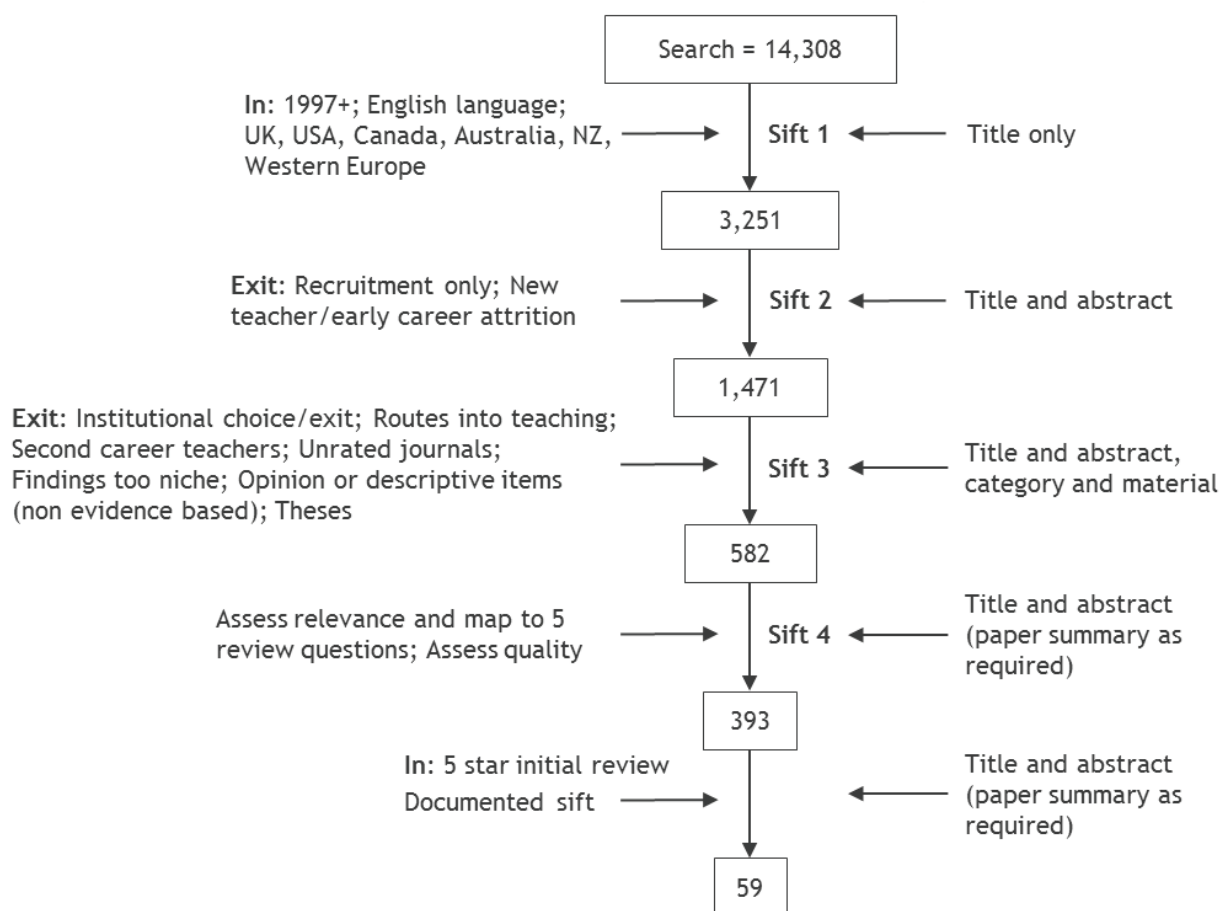 Search = 14,308
In: 1997+; English language;
UK, USA, Canada, Australia, NZ,
Western Europe
Sift 1
Title only
3,251
Exit: Recruitment only; New
teacher/early career attrition
Sift 2
Title and abstract
1,471
Exit: Institutional choice/exit; Routes into teaching;
Second career teachers; Unrated journals;
Findings too niche; Opinion or descriptive items
(non evidence based); Theses
Sift 3
Title and abstract,
category and material
582
Assess relevance and map to 5
review questions; Assess quality
Sift 4
Title and abstract
(paper summary as
required)
393
In: 5 star initial review
Documented sift
Title and abstract
(paper summary as
required)
59